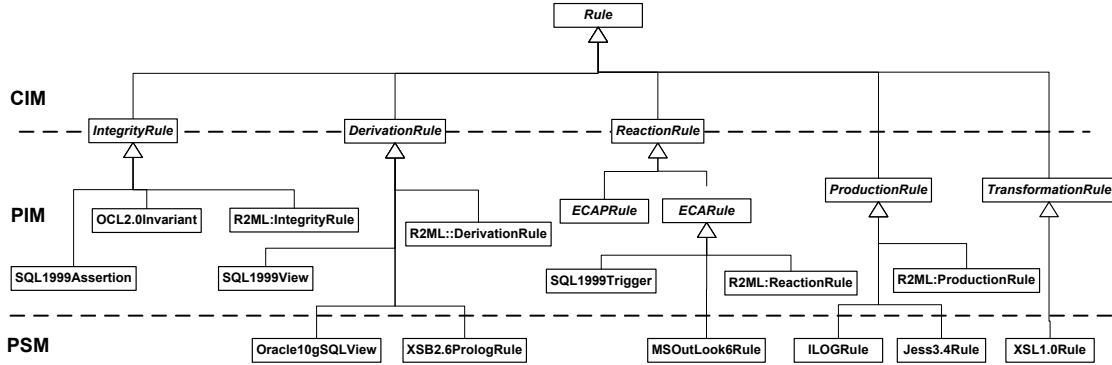 Rule
CIM
IntegrityRule
DerivationRule
ReactionRule
ProductionRule
TransformationRule
PIM
OCL2.0Invariant
R2ML:IntegrityRule
ECAPRule
ECARule
R2ML::DerivationRule
SQL1999Assertion
SQL1999View
SQL1999Trigger
R2ML:ReactionRule
R2ML:ProductionRule
PSM
Oracle10gSQLView
XSB2.6PrologRule
MSOutLook6Rule
ILOGRule
Jess3.4Rule
XSL1.0Rule